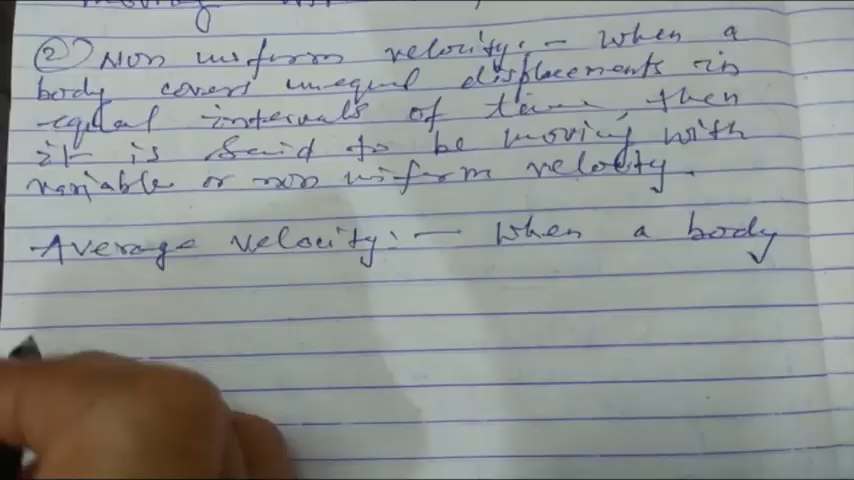 moving
② Non uniform velocity:- When a
body covers unequal displacements in
equal intervals of time, then
it is said to be moving with
variable or non uniform velocity.
Average velocity:- When a body